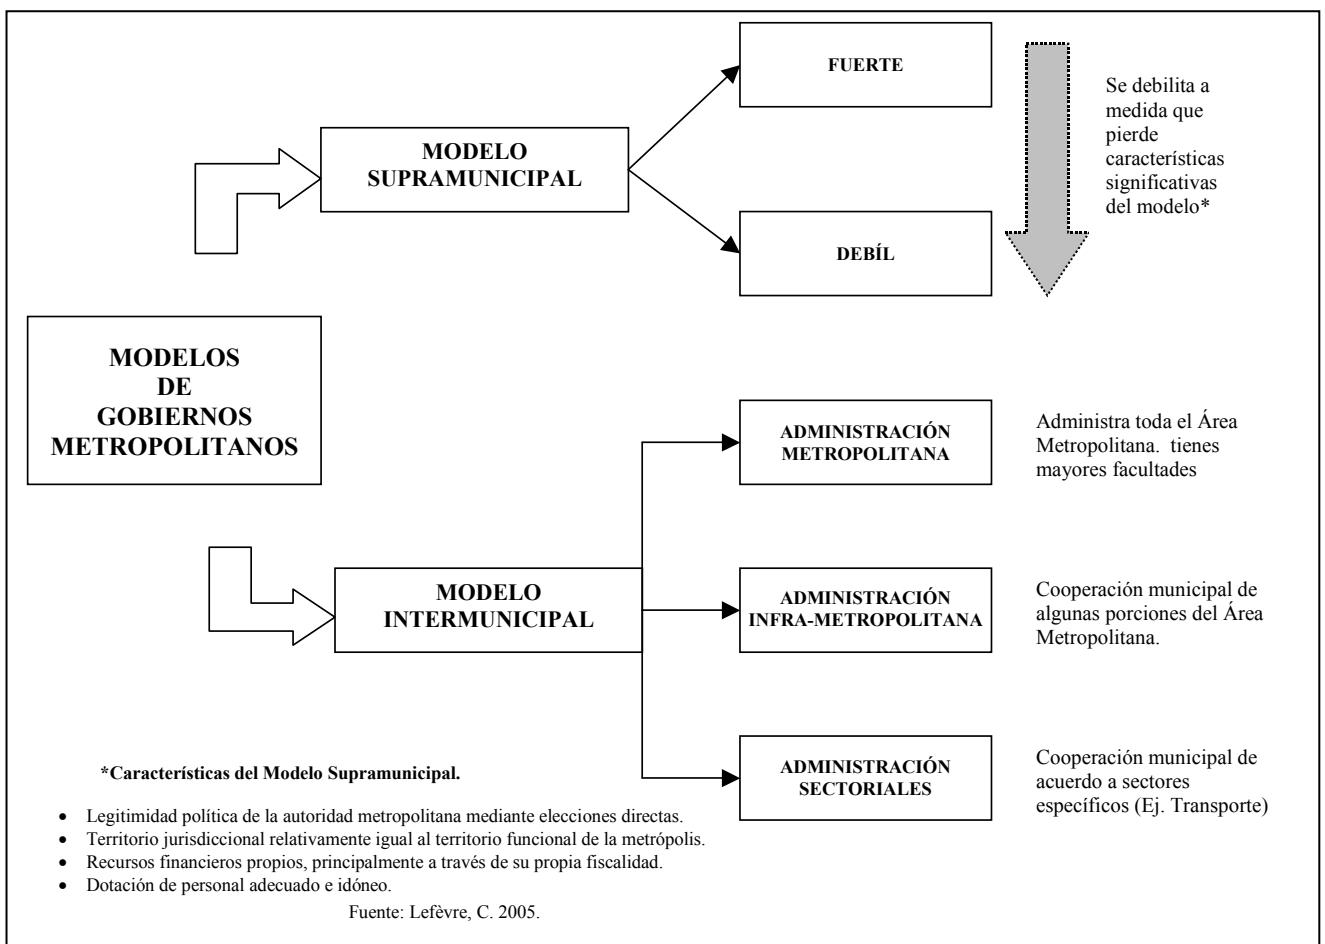 FUERTE
Se debilita a
medida que
pierde
características
significativas
del modelo*
MODELO
SUPRAMUNICIPAL
DEBÍL
MODELOS
DE
GOBIERNOS
METROPOLITANOS
ADMINISTRACIÓN
METROPOLITANA
Administra toda el Área
Metropolitana. tienes
mayores facultades
MODELO
INTERMUNICIPAL
ADMINISTRACIÓN
INFRA-METROPOLITANA
Cooperación municipal de
algunas porciones del Área
Metropolitana.
ADMINISTRACIÓN
SECTORIALES
Cooperación municipal de
acuerdo a sectores
específicos (Ej. Transporte)
*Características del Modelo Supramunicipal.
• Legitimidad política de la autoridad metropolitana mediante elecciones directas.
• Territorio jurisdiccional relativamente igual al territorio funcional de la metrópolis.
• Recursos financieros propios, principalmente a través de su propia fiscalidad.
• Dotación de personal adecuado e idóneo.
Fuente: Lefèvre, C. 2005.